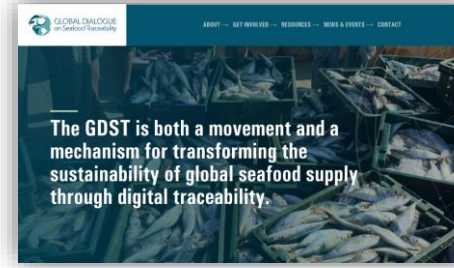 GLOBAL DIALOGUE
on Seafood Traceability
ABOUT → GET INVOLVED → RESOURCES → NEWS & EVENTS → CONTACT
The GDST is both a movement and a
mechanism for transforming the
sustainability of global seafood supply
through digital traceability.